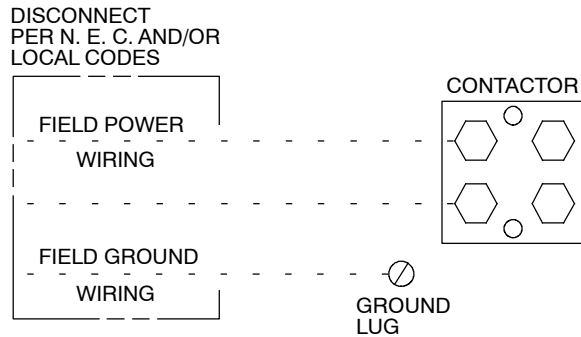 DISCONNECT
PER N. E. C. AND/OR
LOCAL CODES
CONTACTOR
FIELD POWER
WIRING
FIELD GROUND
WIRING
GROUND
LUG